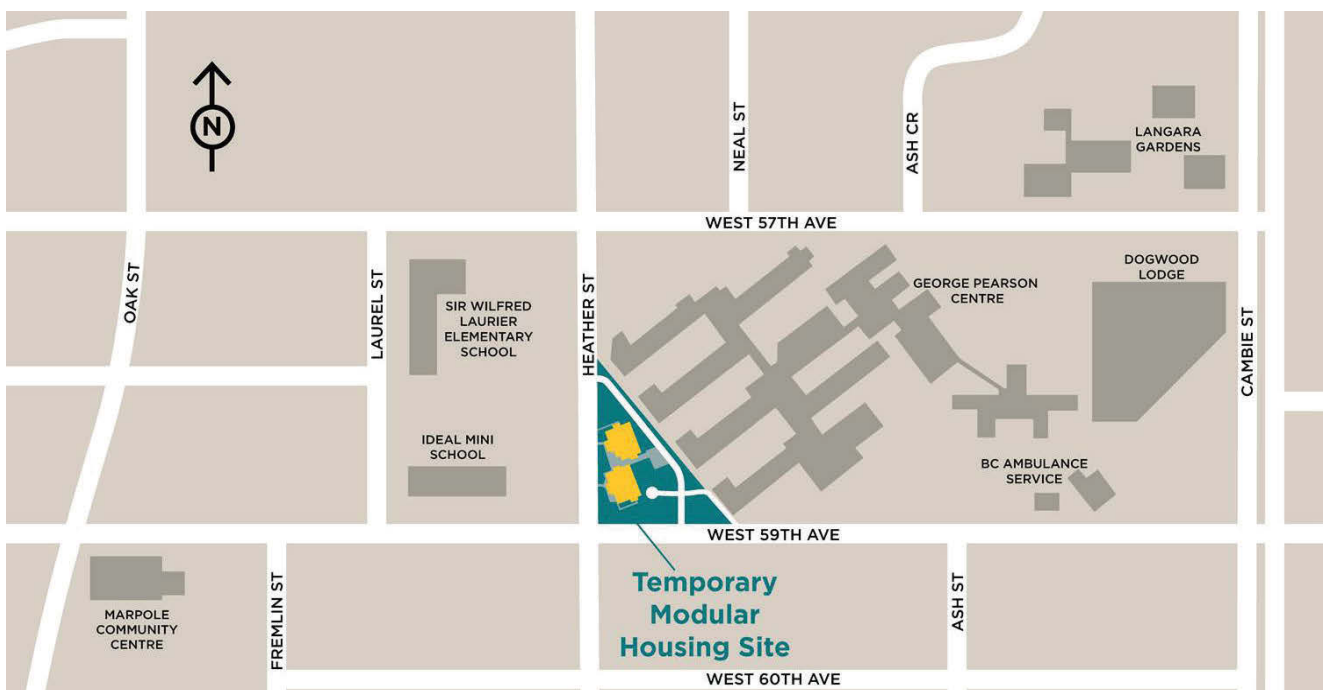 N
NEAL ST
ASH CR
LANGARA
GARDENS
WEST 57TH AVE
OAK ST
LAUREL ST
SIR WILFRED
LAURIER
ELEMENTARY
SCHOOL
HEATHER ST
GEORGE PEARSON
CENTRE
DOGWOOD
LODGE
CAMBIE ST
IDEAL MINI
SCHOOL
BC AMBULANCE
SERVICE
WEST 59TH AVE
MARPOLE
COMMUNITY
CENTRE
FREMLIN ST
Temporary
Modular
Housing Site
ASH ST
WEST 60TH AVE